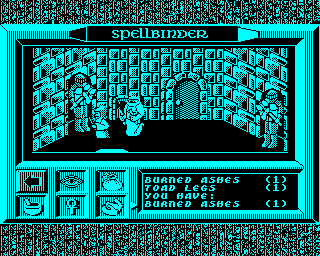 SPELLBINDER
BURNED ASHES (1)
TOAD LEGS (1)
YOU HAVE:
BURNED ASHES (1)